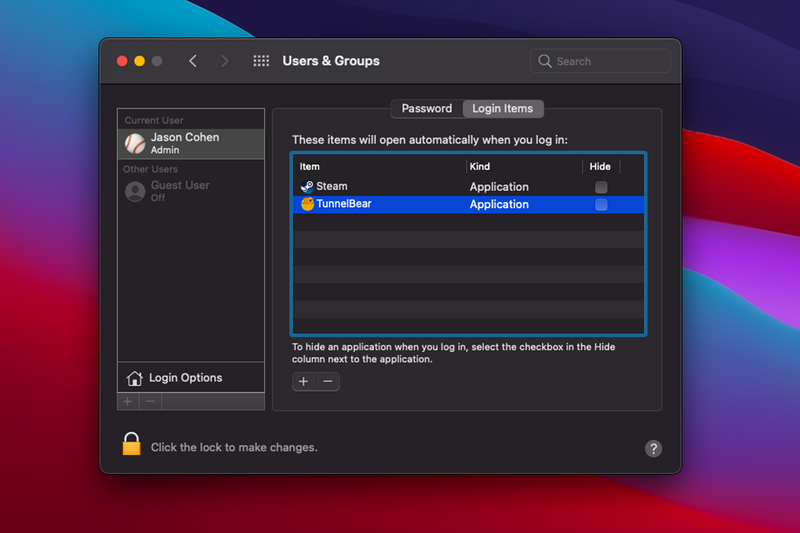 Users & Groups
Search
Current User
Jason Cohen
Admin
Other Users
Guest User
Off
Login Options
Password
Login Items
These items will open automatically when you log in:
Item Kind Hide
Steam Application
TunnelBear Application
To hide an application when you log in, select the checkbox in the Hide
column next to the application.
Click the lock to make changes.
?